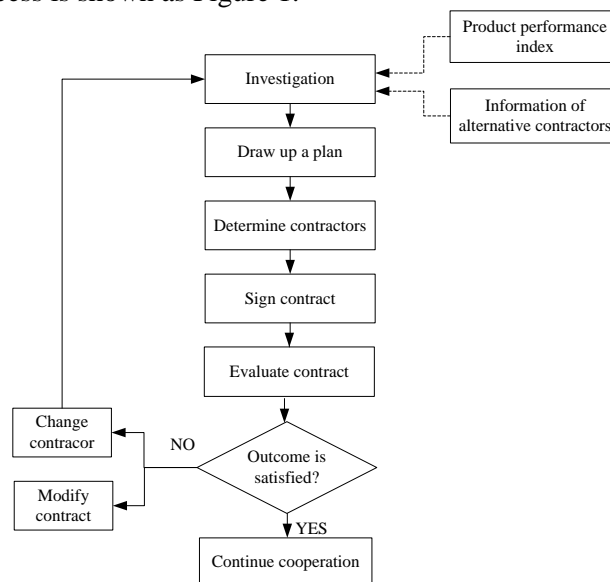 ess is shown as Figure 1.
Product performance
index
Investigation
Information of
alternative contractors
Draw up a plan
Determine contractors
Sign contract
Evaluate contract
Change
contracor
NO
Outcome is
satisfied?
Modify
contract
YES
Continue cooperation